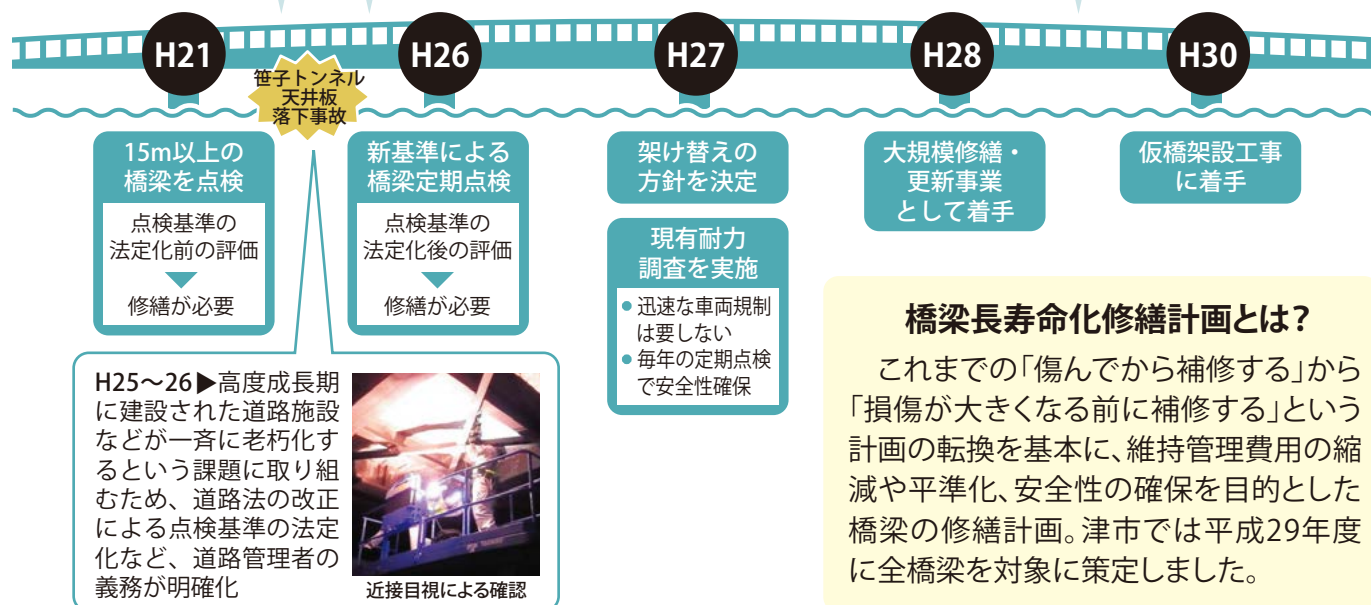 H21
笹子トンネル
天井板
落下事故
H26
H27
H28
H30
15m以上の
橋梁を点検
点検基準の
法定化前の評価
修繕が必要
新基準による
橋梁定期点検
点検基準の
法定化後の評価
修繕が必要
架け替えの
方針を決定
現有耐力
調査を実施
● 迅速な車両規制
は要しない
● 毎年の定期点検
で安全性確保
大規模修繕・
更新事業
として着手
仮橋架設工事
に着手
H25〜26▶高度成長期
に建設された道路施設
などが一斉に老朽化す
るという課題に取り組
むため、道路法の改正
による点検基準の法定
化など、道路管理者の
義務が明確化
近接目視による確認
橋梁長寿命化修繕計画とは?
これまでの「傷んでから補修する」から
「損傷が大きくなる前に補修する」という
計画の転換を基本に、維持管理費用の縮
減や平準化、安全性の確保を目的とした
橋梁の修繕計画。津市では平成29年度
に全橋梁を対象に策定しました。